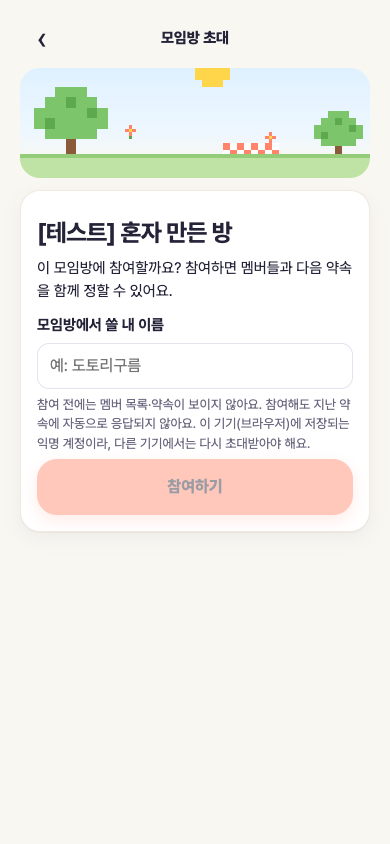 모임방 초대
[테스트] 혼자 만든 방
이 모임방에 참여할까요? 참여하면 멤버들과 다음 약속
을 함께 정할 수 있어요.
모임방에서 쓸 내 이름
예: 도토리구름
참여 전에는 멤버 목록·약속이 보이지 않아요. 참여해도 지난 약
속에 자동으로 응답되지 않아요. 이 기기(브라우저)에 저장되는
익명 계정이라, 다른 기기에서는 다시 초대받아야 해요.
참여하기